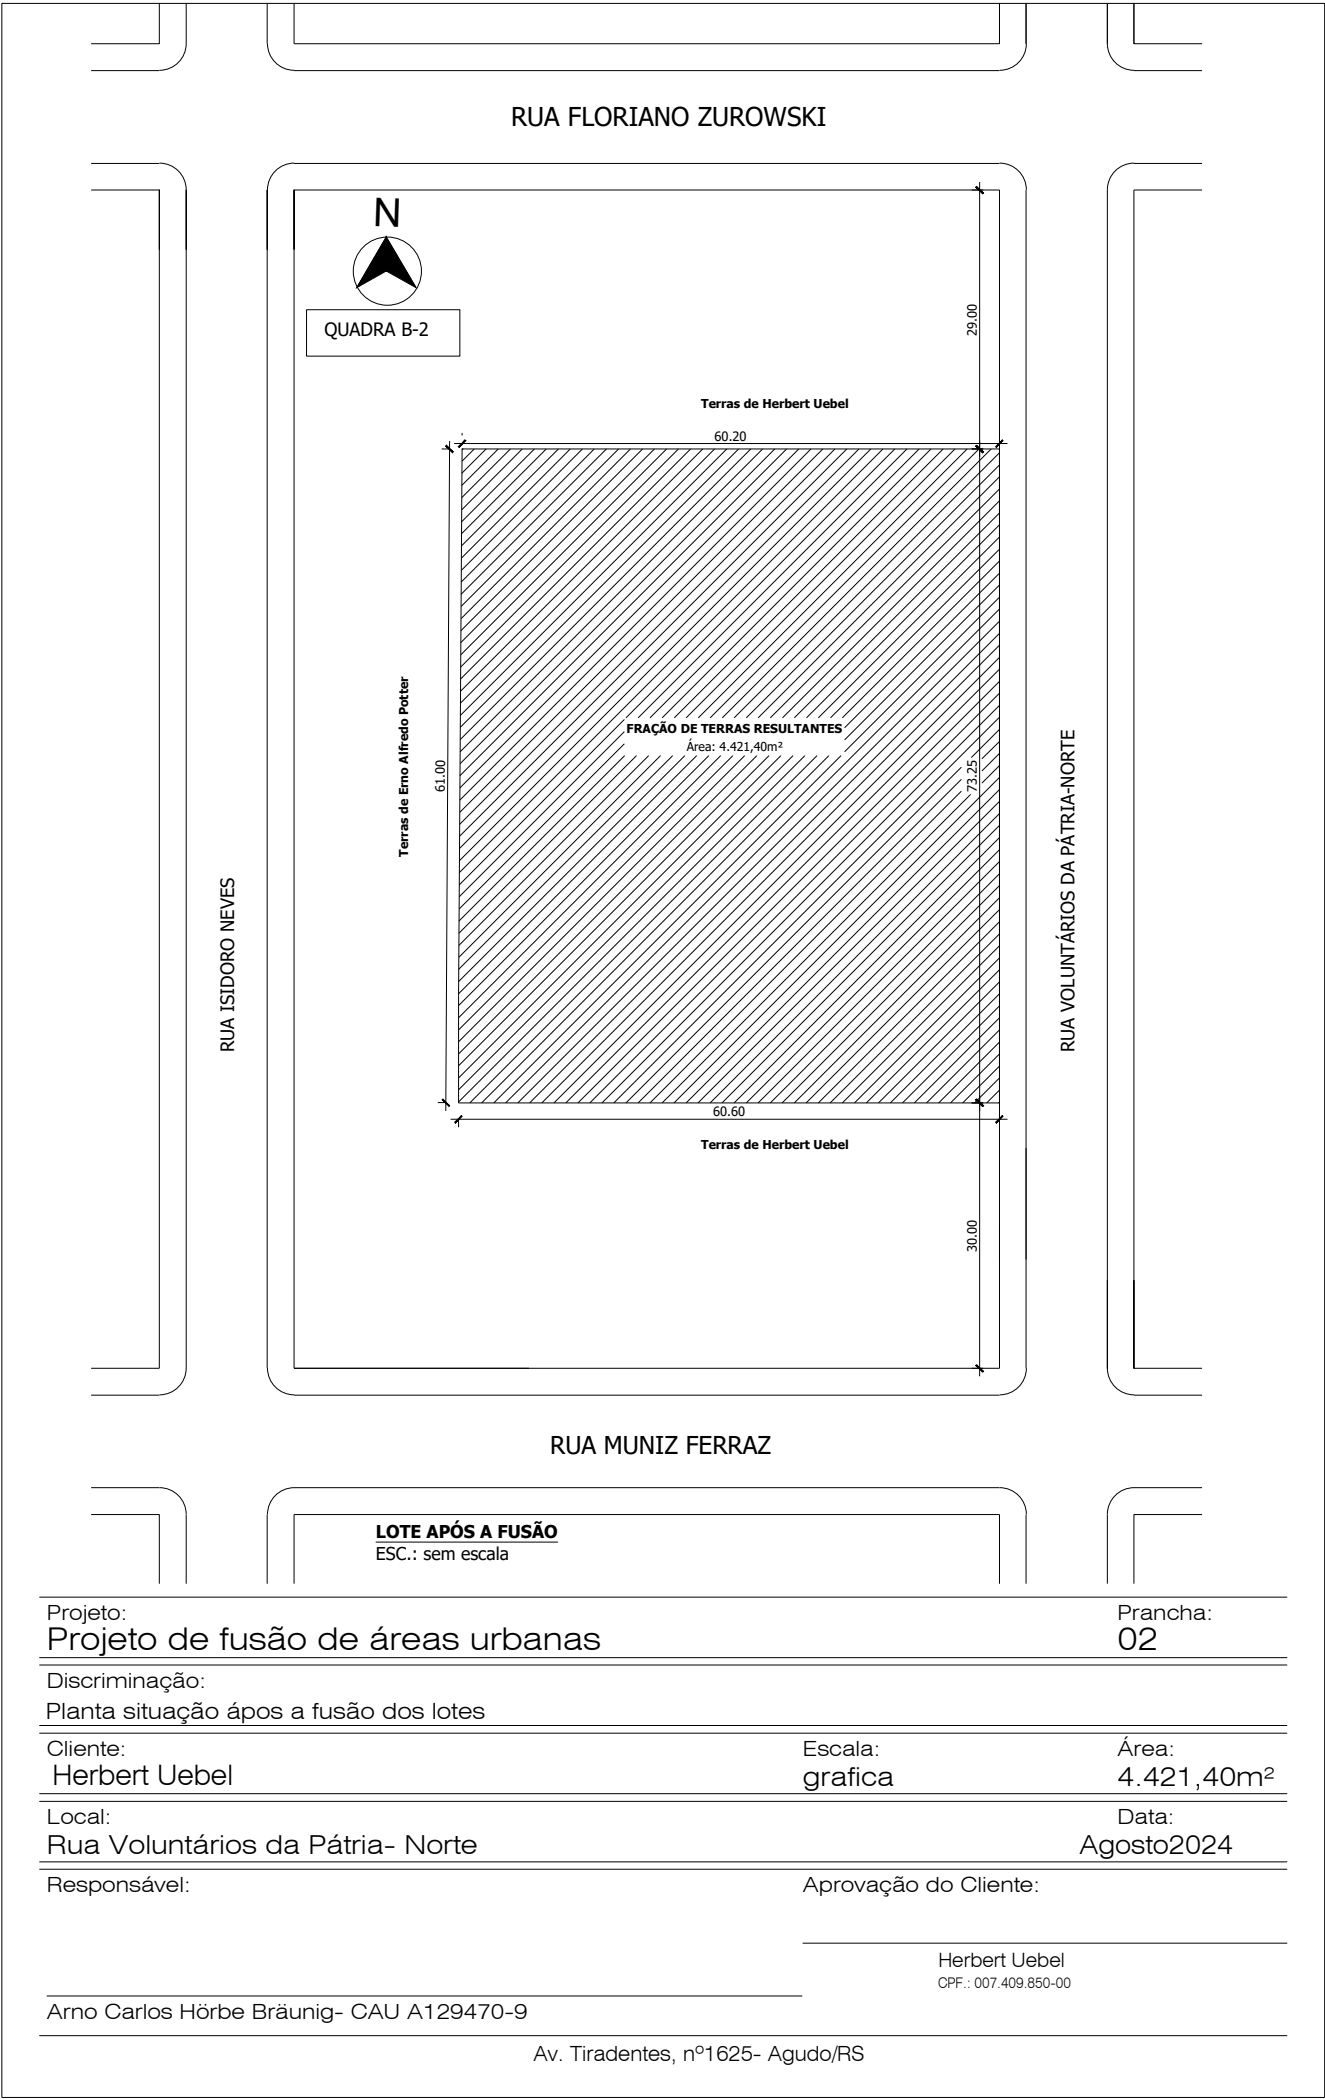 RUA FLORIANO ZUROWSKI
N
QUADRA B-2
29.00
Terras de Herbert Uebel
60.20
FRAÇÃO DE TERRAS RESULTANTES
Área: 4.421,40m²
Terras de Erno Alfredo Potter
61.00
73.25
RUA ISIDORO NEVES
RUA VOLUNTÁRIOS DA PÁTRIA-NORTE
60.60
Terras de Herbert Uebel
30.00
RUA MUNIZ FERRAZ
LOTE APÓS A FUSÃO
ESC.: sem escala
Projeto:
Projeto de fusão de áreas urbanas
Prancha:
02
Discriminação:
Planta situação ápos a fusão dos lotes
Cliente:
Herbert Uebel
Escala:
grafica
Área:
4.421,40m²
Local:
Rua Voluntários da Pátria- Norte
Data:
Agosto2024
Responsável:
Aprovação do Cliente:
Herbert Uebel
CPF.: 007.409.850-00
Arno Carlos Hörbe Bräunig- CAU A129470-9
Av. Tiradentes, nº1625- Agudo/RS